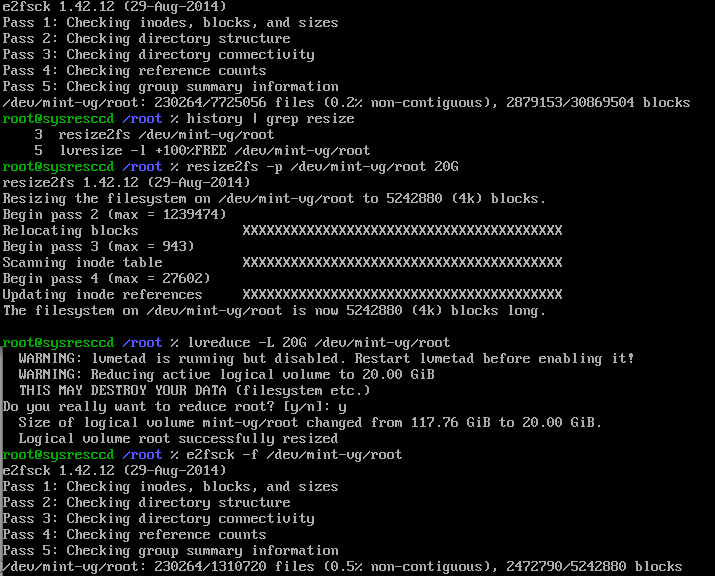 e2fsck 1.42.12 (29-Aug-2014)
Pass 1: Checking inodes, blocks, and sizes
Pass 2: Checking directory structure
Pass 3: Checking directory connectivity
Pass 4: Checking reference counts
Pass 5: Checking group summary information
/dev/mint-vg/root: 230264/7725056 files (0.2% non-contiguous), 2879153/30869504 blocks
root@sysresccd /root % history | grep resize
    3  resize2fs /dev/mint-vg/root
    5  lvresize -l +100%FREE /dev/mint-vg/root
root@sysresccd /root % resize2fs -p /dev/mint-vg/root 20G
resize2fs 1.42.12 (29-Aug-2014)
Resizing the filesystem on /dev/mint-vg/root to 5242880 (4k) blocks.
Begin pass 2 (max = 1239474)
Relocating blocks             XXXXXXXXXXXXXXXXXXXXXXXXXXXXXXXXXXXXXXXX
Begin pass 3 (max = 943)
Scanning inode table          XXXXXXXXXXXXXXXXXXXXXXXXXXXXXXXXXXXXXXXX
Begin pass 4 (max = 27602)
Updating inode references     XXXXXXXXXXXXXXXXXXXXXXXXXXXXXXXXXXXXXXXX
The filesystem on /dev/mint-vg/root is now 5242880 (4k) blocks long.
root@sysresccd /root % lvreduce -L 20G /dev/mint-vg/root
  WARNING: lvmetad is running but disabled. Restart lvmetad before enabling it!
  WARNING: Reducing active logical volume to 20.00 GiB
  THIS MAY DESTROY YOUR DATA (filesystem etc.)
Do you really want to reduce root? [y/n]: y
  Size of logical volume mint-vg/root changed from 117.76 GiB to 20.00 GiB.
  Logical volume root successfully resized
root@sysresccd /root % e2fsck -f /dev/mint-vg/root
e2fsck 1.42.12 (29-Aug-2014)
Pass 1: Checking inodes, blocks, and sizes
Pass 2: Checking directory structure
Pass 3: Checking directory connectivity
Pass 4: Checking reference counts
Pass 5: Checking group summary information
/dev/mint-vg/root: 230264/1310720 files (0.5% non-contiguous), 2472790/5242880 blocks